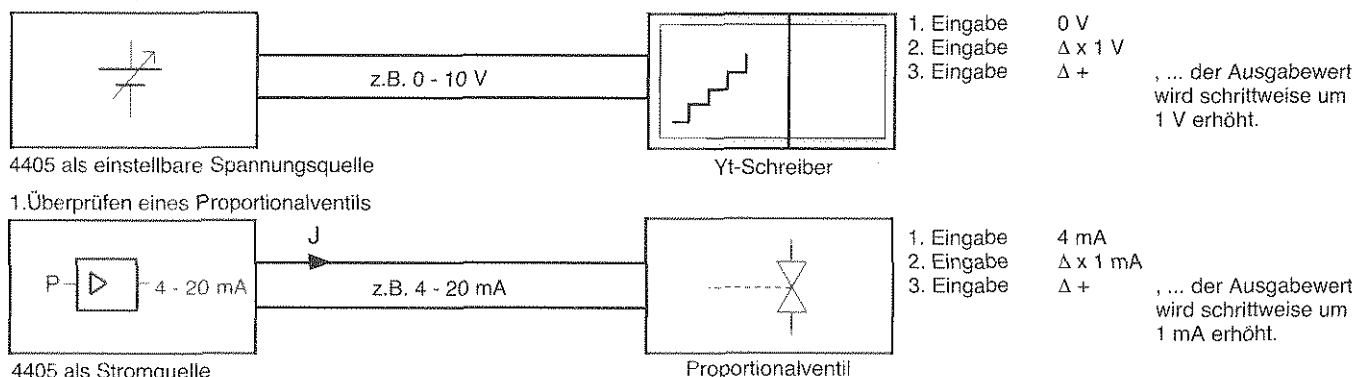 z.B. 0 - 10 V
4405 als einstellbare Spannungsquelle
Yt-Schreiber
1. Eingabe 0 V
2. Eingabe Δ x 1 V
3. Eingabe Δ + , ... der Ausgabewert
wird schrittweise um
1 V erhöht.
1.Überprüfen eines Proportionalventils
P 4 - 20 mA
J
z.B. 4 - 20 mA
4405 als Stromquelle
Proportionalventil
1. Eingabe 4 mA
2. Eingabe Δ x 1 mA
3. Eingabe Δ + , ... der Ausgabewert
wird schrittweise um
1 mA erhöht.